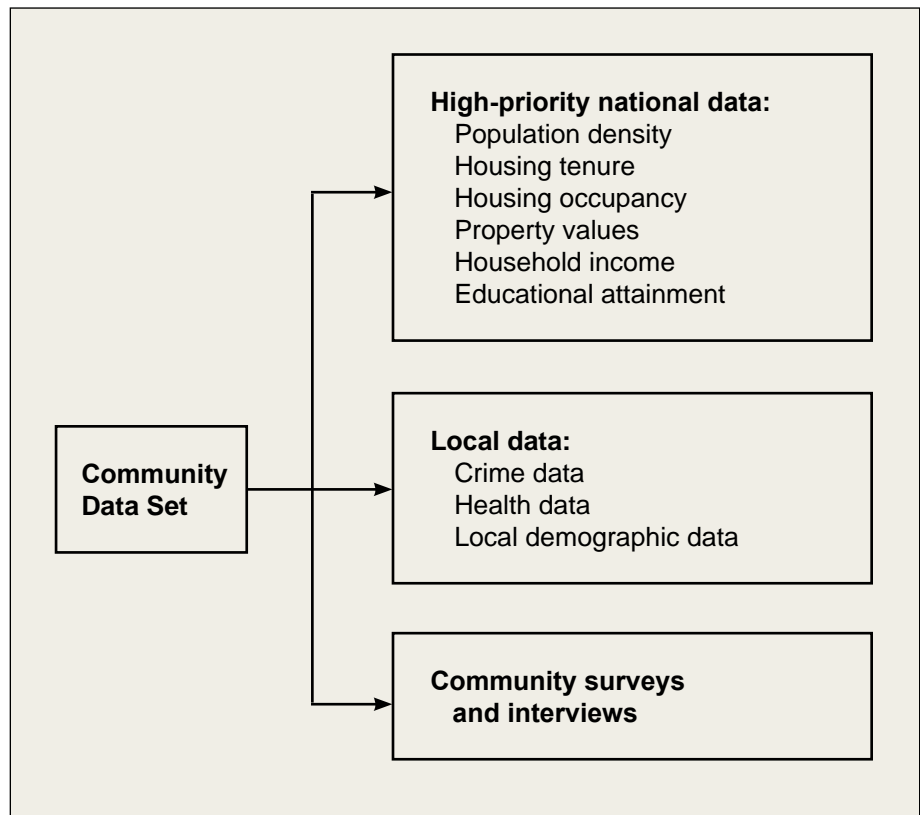 High-priority national data:
Population density
Housing tenure
Housing occupancy
Property values
Household income
Educational attainment
Community
Data Set
Local data:
Crime data
Health data
Local demographic data
Community surveys
and interviews